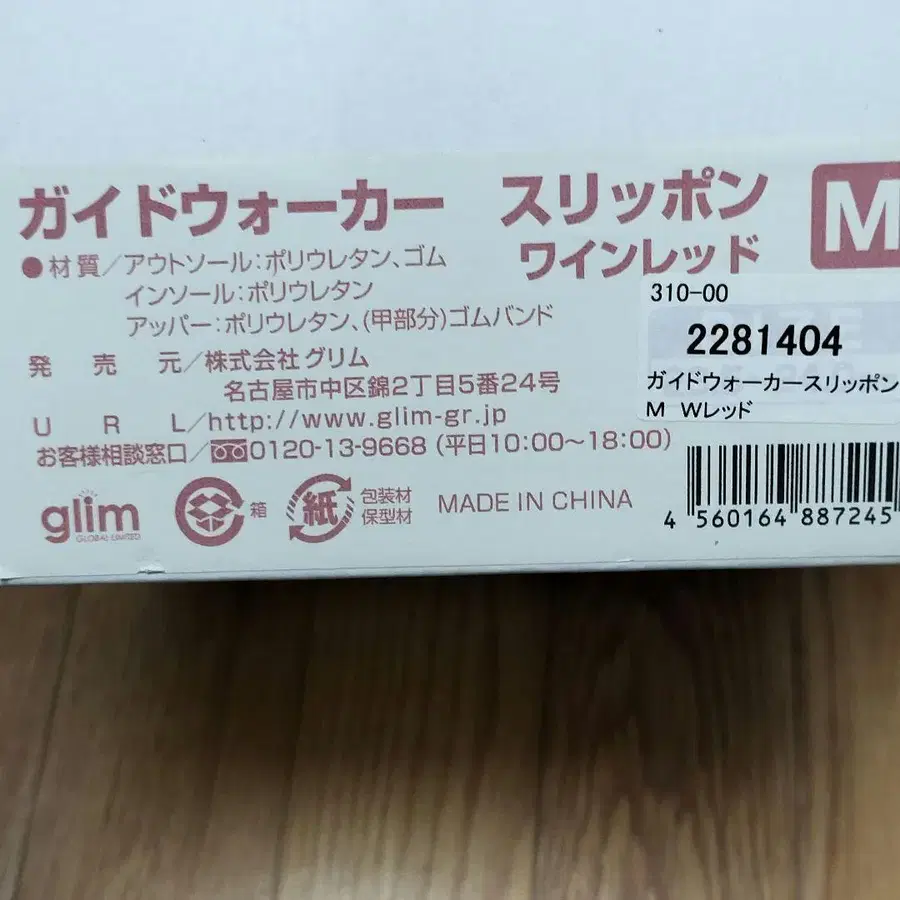 ガイドウォーカー スリッポン M
ワインレッド
●材質／アウトソール：ポリウレタン、ゴム
インソール：ポリウレタン
アッパー：ポリウレタン、(甲部分)ゴムバンド
発売元／株式会社グリム
名古屋市中区錦2丁目5番24号
URL／http://www.glim-gr.jp
お客様相談窓口／0120-13-9668 (平日10:00〜18:00)
310-00
2281404
ガイドウォーカースリッポン
M Wレッド
glim
GLOBAL LIMITED
箱
紙
包装材
保型材
MADE IN CHINA
4 560164 887245